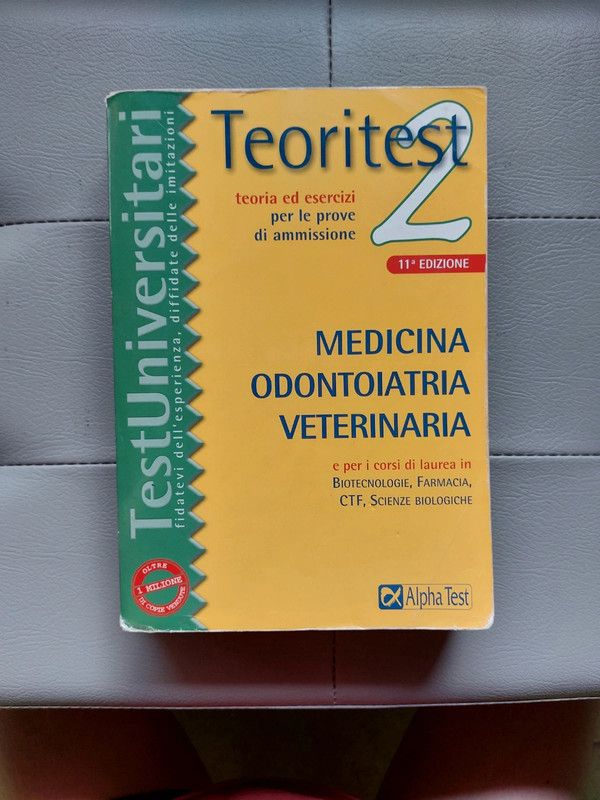 TestUniversitari
fidatevi dell'esperienza, diffidate delle imitazioni
Teoritest
2
teoria ed esercizi
per le prove
di ammissione
11ª EDIZIONE
MEDICINA
ODONTOIATRIA
VETERINARIA
e per i corsi di laurea in
BIOTECNOLOGIE, FARMACIA,
CTF, SCIENZE BIOLOGICHE
OLTRE
1 MILIONE
DI COPIE VENDUTE
Alpha Test